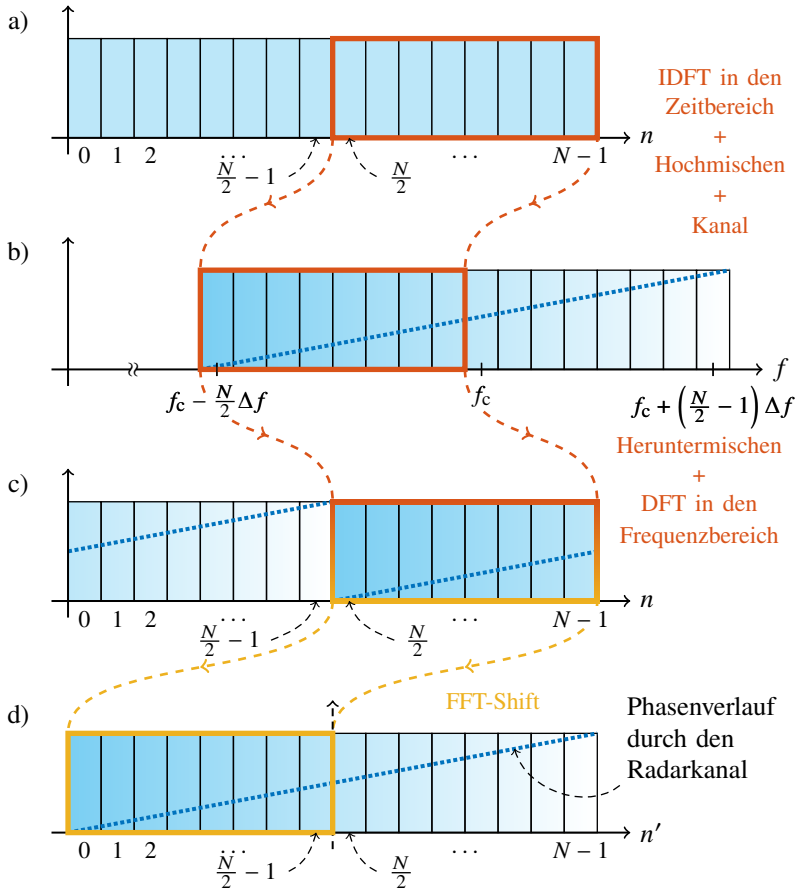 a)
0 1 2 ... N/2 − 1 N/2 ... N − 1 n
IDFT in den
Zeitbereich
+
Hochmischen
+
Kanal
b)
f
f_c − N/2 Δf f_c f_c + (N/2 − 1) Δf
Heruntermischen
+
DFT in den
Frequenzbereich
c)
0 1 2 ... N/2 − 1 N/2 ... N − 1 n
FFT-Shift
d)
Phasenverlauf
durch den
Radarkanal
0 1 2 ... N/2 − 1 N/2 ... N − 1 n′